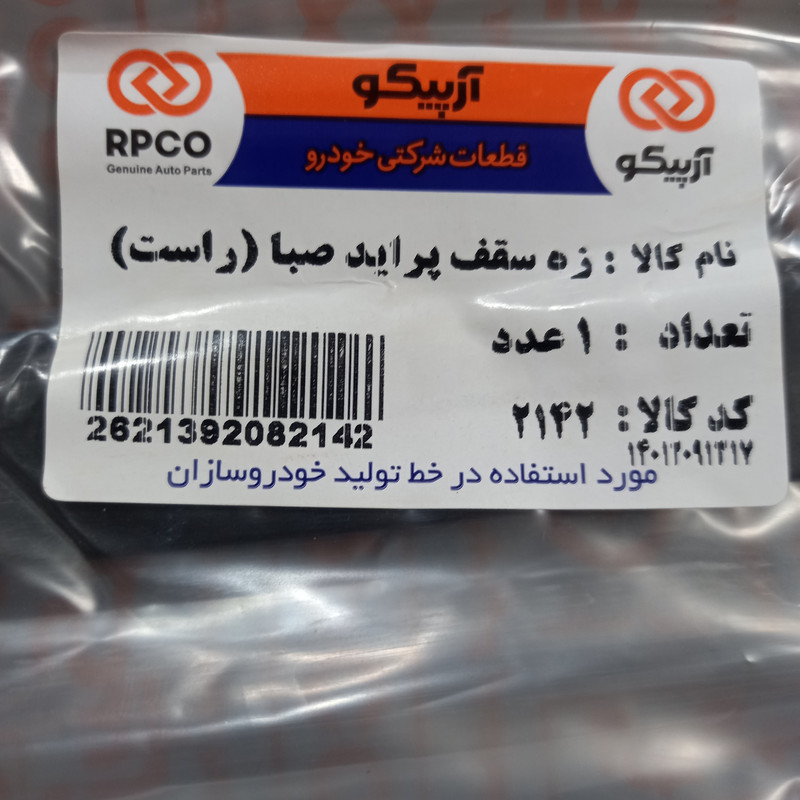 RPCO
Genuine Auto Parts
آرپیکو
قطعات شرکتی خودرو
آرپیکو
نام کالا : زه سقف پراید صبا (راست)
تعداد : ۱ عدد
کد کالا : ۲۱۴۲
2621392082142
مورد استفاده در خط تولید خودروسازان